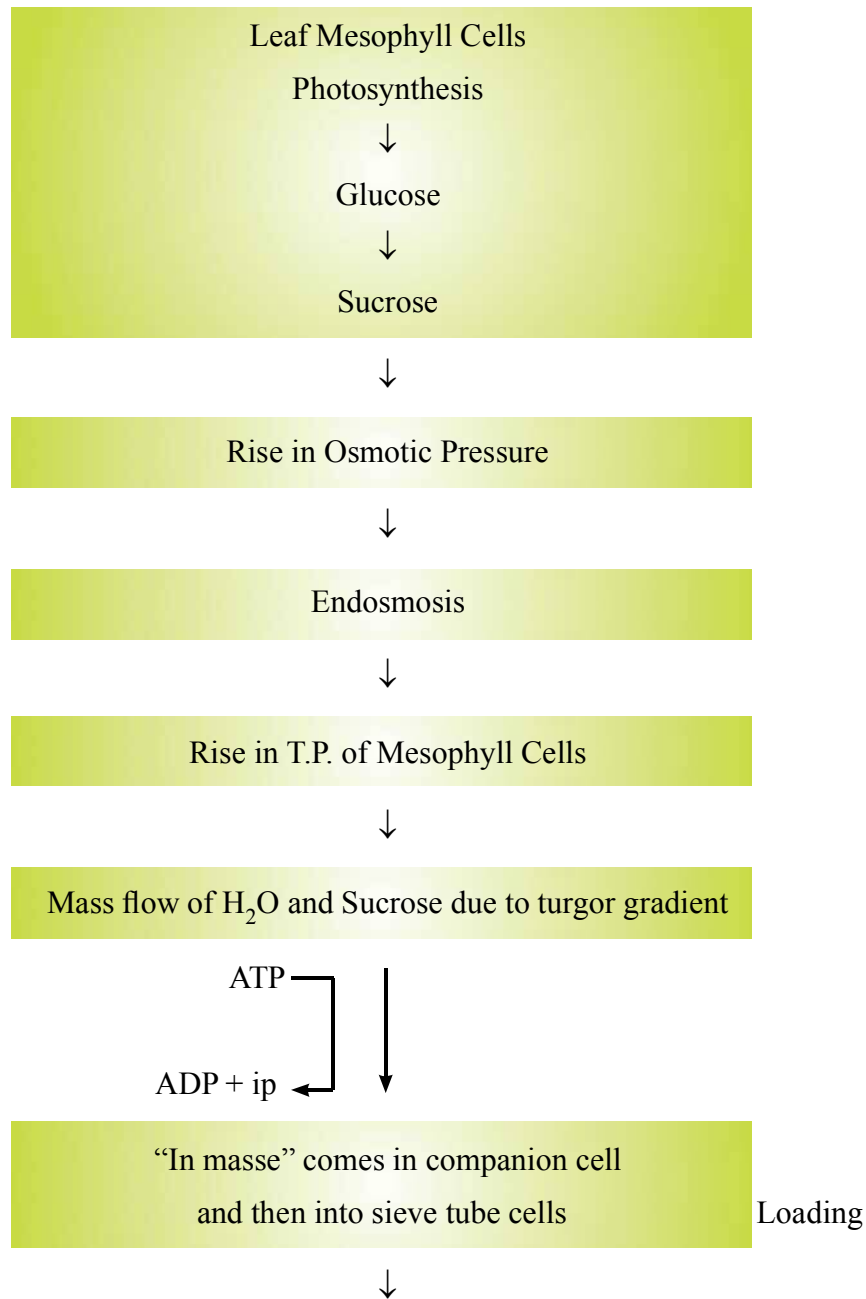 Leaf Mesophyll Cells
Photosynthesis
↓
Glucose
↓
Sucrose
↓
Rise in Osmotic Pressure
↓
Endosmosis
↓
Rise in T.P. of Mesophyll Cells
↓
Mass flow of H₂O and Sucrose due to turgor gradient
ATP
ADP + ip
“In masse” comes in companion cell
and then into sieve tube cells
Loading
↓